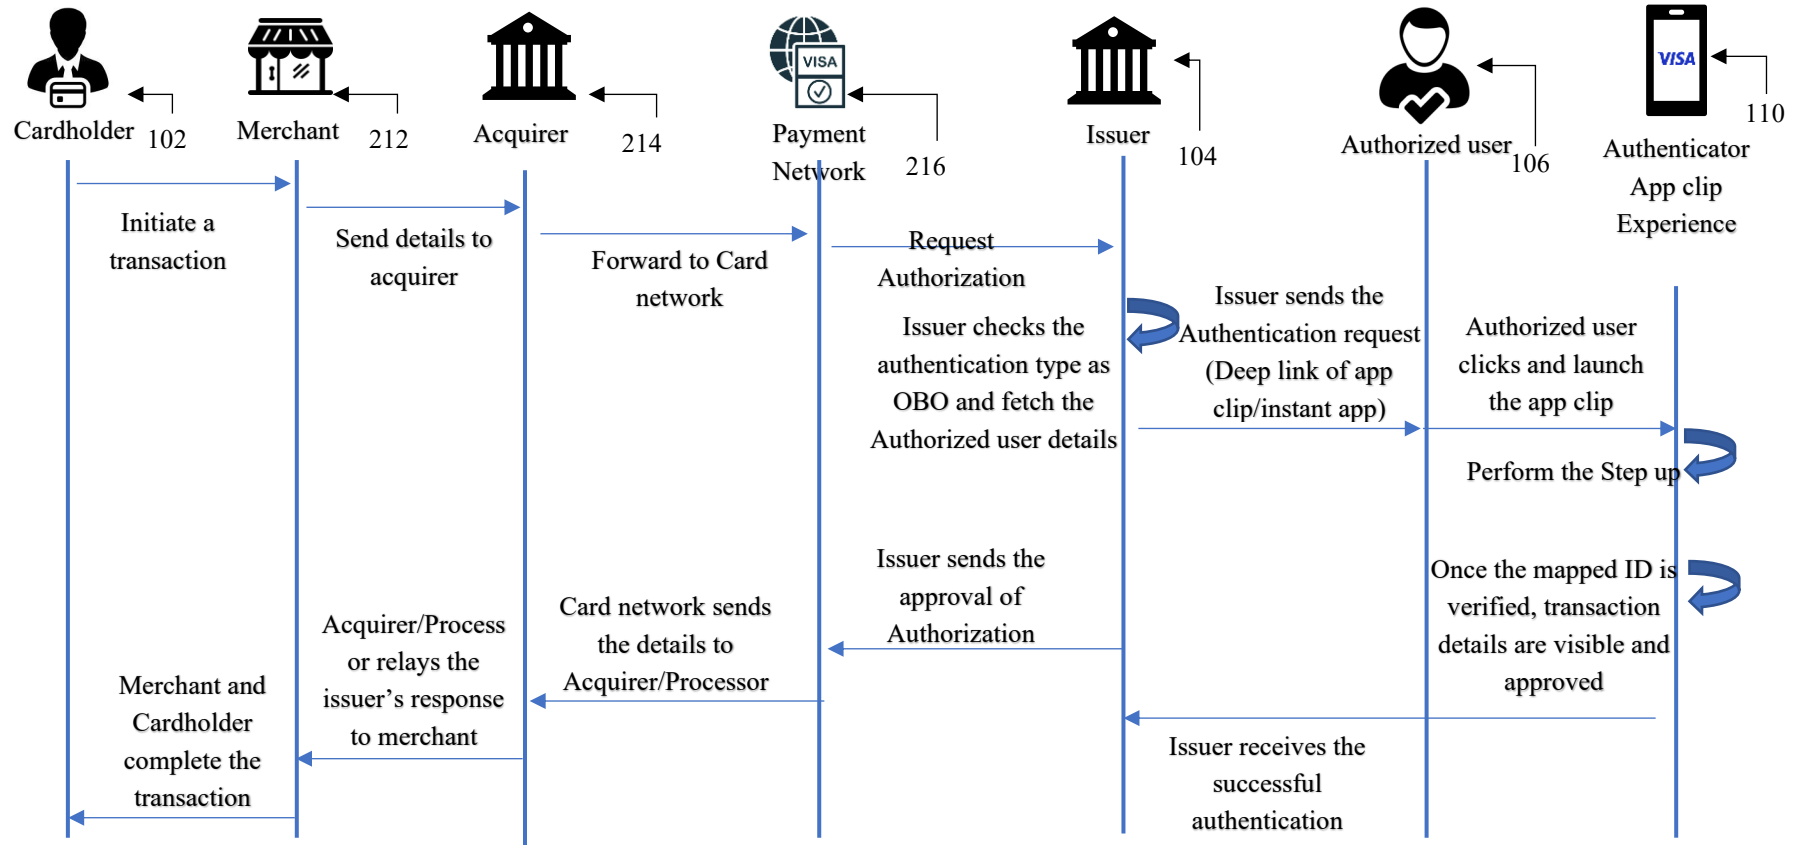 VISA
VISA
Cardholder
102
Merchant
212
Acquirer
214
Payment
Network
216
Issuer
104
Authorized user
106
110
Authenticator
App clip
Experience
Initiate a
transaction
Send details to
acquirer
Forward to Card
network
Request
Authorization
Issuer checks the
authentication type as
OBO and fetch the
Authorized user details
Issuer sends the
Authentication request
(Deep link of app
clip/instant app)
Authorized user
clicks and launch
the app clip
Perform the Step up
Once the mapped ID is
verified, transaction
details are visible and
approved
Issuer receives the
successful
authentication
Issuer sends the
approval of
Authorization
Card network sends
the details to
Acquirer/Processor
Acquirer/Process
or relays the
issuer’s response
to merchant
Merchant and
Cardholder
complete the
transaction